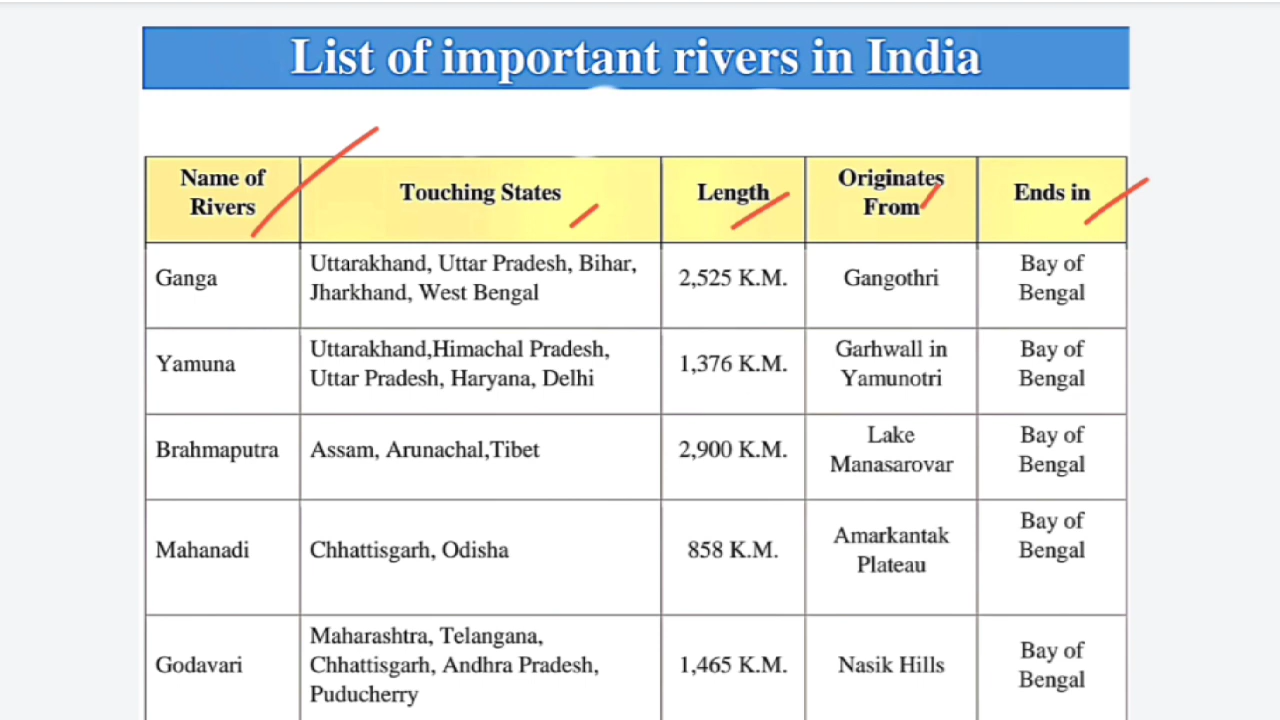 List of important rivers in India
Name of
Rivers
Touching States
Length
Originates
From
Ends in
Ganga
Uttarakhand, Uttar Pradesh, Bihar,
Jharkhand, West Bengal
2,525 K.M.
Gangothri
Bay of
Bengal
Yamuna
Uttarakhand,Himachal Pradesh,
Uttar Pradesh, Haryana, Delhi
1,376 K.M.
Garhwall in
Yamunotri
Bay of
Bengal
Brahmaputra
Assam, Arunachal,Tibet
2,900 K.M.
Lake
Manasarovar
Bay of
Bengal
Mahanadi
Chhattisgarh, Odisha
858 K.M.
Amarkantak
Plateau
Bay of
Bengal
Godavari
Maharashtra, Telangana,
Chhattisgarh, Andhra Pradesh,
Puducherry
1,465 K.M.
Nasik Hills
Bay of
Bengal